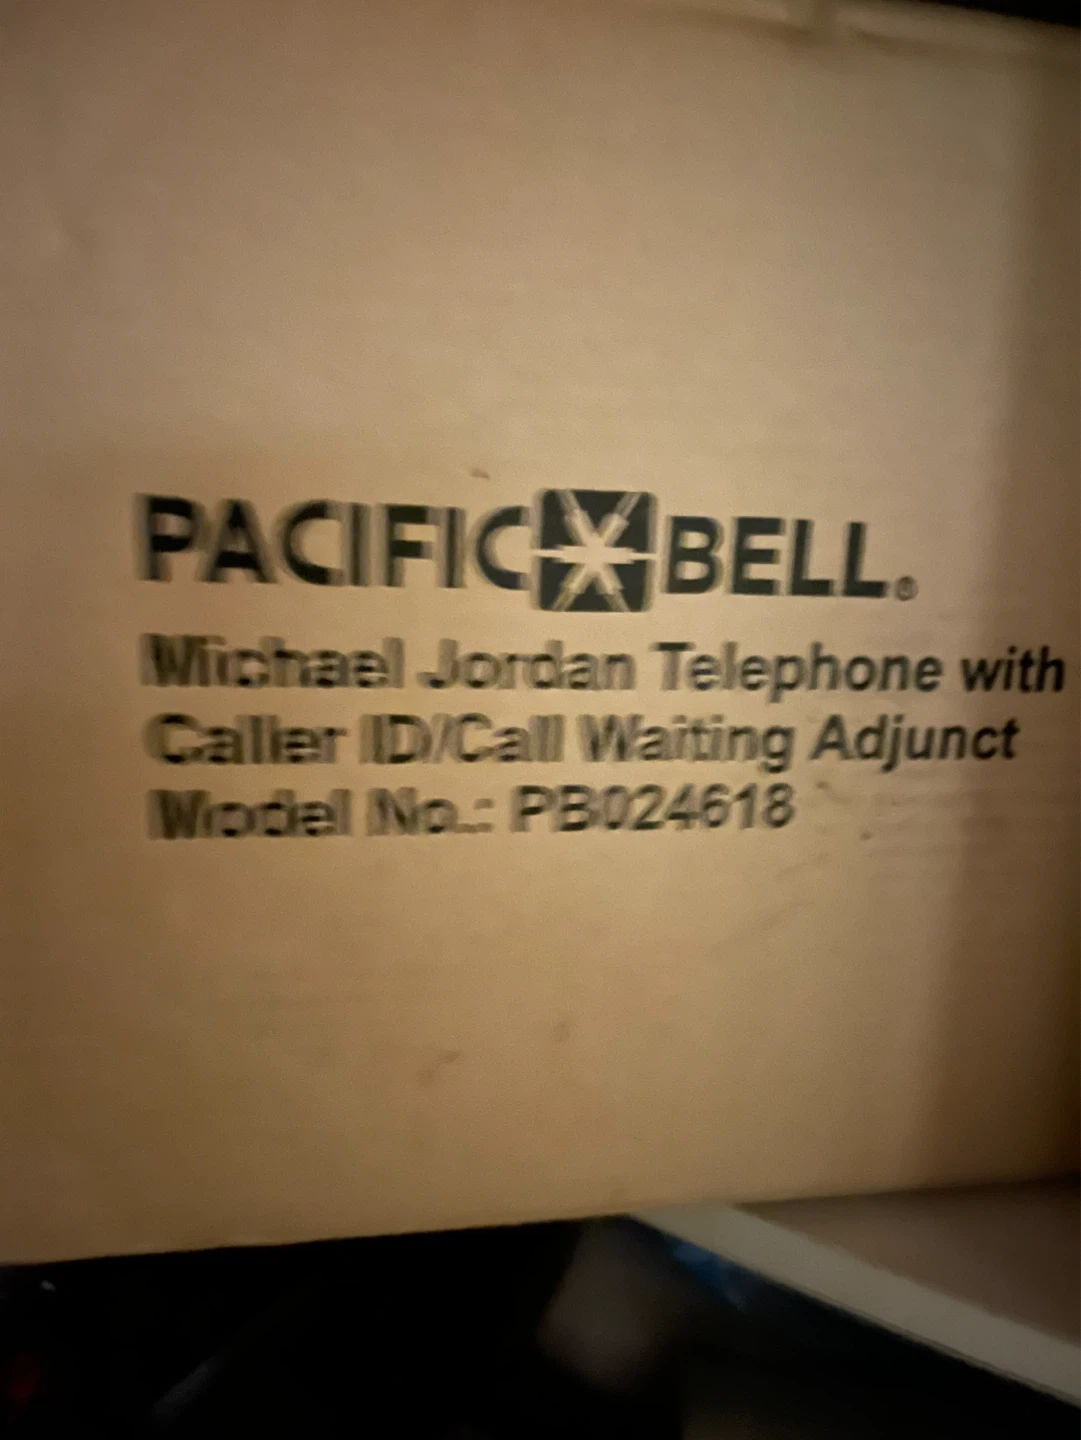 PACIFIC BELL®
Michael Jordan Telephone with
Caller ID/Call Waiting Adjunct
Model No.: PB024618